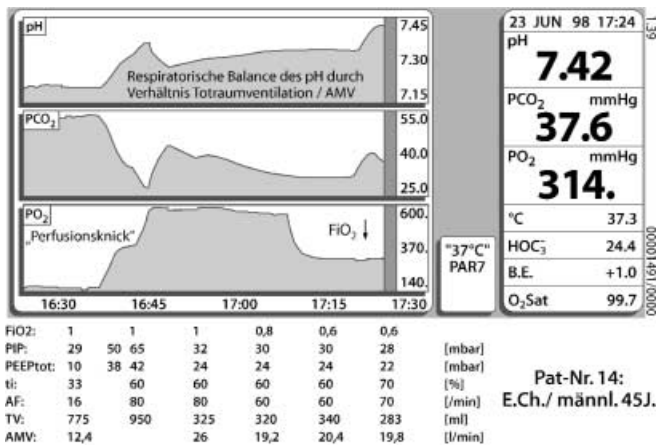 pH
7.45
7.30
7.15
Respiratorische Balance des pH durch
Verhältnis Totraumventilation / AMV
PCO2
55.0
40.0
25.0
PO2
600.
370.
140.
„Perfusionsknick"
FiO2 ↓
16:30 16:45 17:00 17:15 17:30
"37°C"
PAR7
23 JUN 98 17:24
pH
7.42
PCO2 mmHg
37.6
PO2 mmHg
314.
°C 37.3
HOC3- 24.4
B.E. +1.0
O2Sat 99.7
1.39
00001491/0000
FiO2: 1 1 1 0,8 0,6 0,6
PIP: 29 50 65 32 30 30 28 [mbar]
PEEPtot: 10 38 42 24 24 24 22 [mbar]
ti: 33 60 60 60 60 70 [%]
AF: 16 80 80 60 60 70 [/min]
TV: 775 950 325 320 340 283 [ml]
AMV: 12,4 26 19,2 20,4 19,8 [l/min]
Pat-Nr. 14:
E.Ch./ männl. 45J.